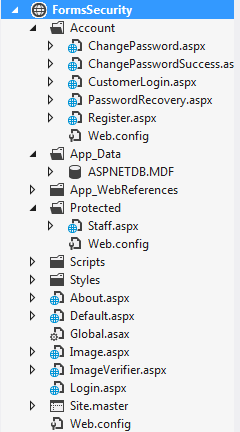 FormsSecurity
Account
ChangePassword.aspx
ChangePasswordSuccess.as
CustomerLogin.aspx
PasswordRecovery.aspx
Register.aspx
Web.config
App_Data
ASPNETDB.MDF
App_WebReferences
Protected
Staff.aspx
Web.config
Scripts
Styles
About.aspx
Default.aspx
Global.asax
Image.aspx
ImageVerifier.aspx
Login.aspx
Site.master
Web.config